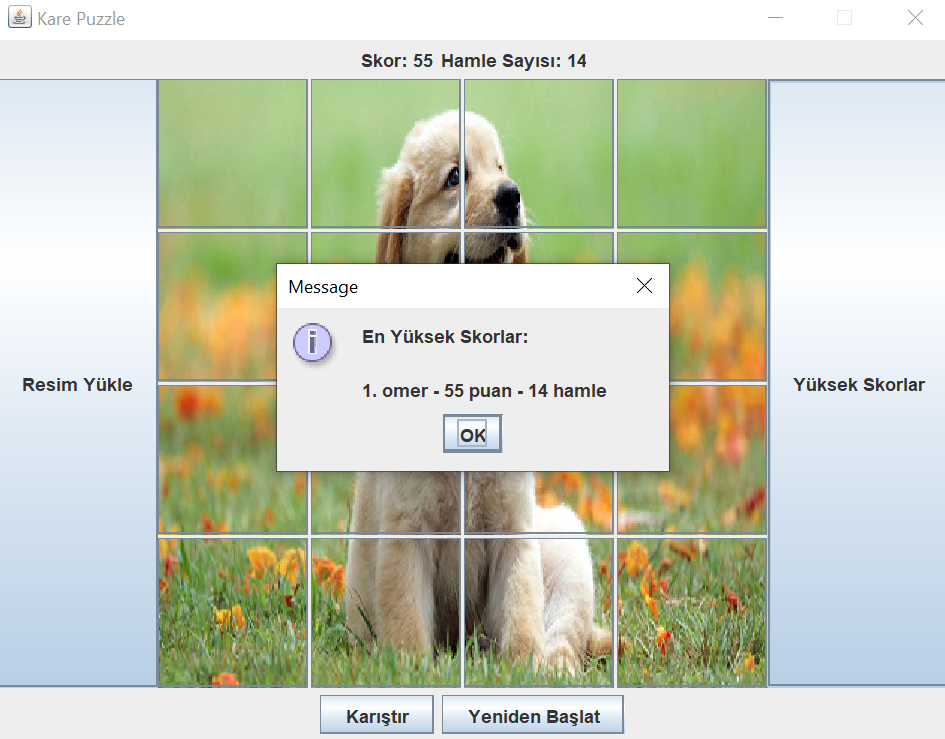 Kare Puzzle
Skor: 55 Hamle Sayısı: 14
Resim Yükle
Message
En Yüksek Skorlar:
1. omer - 55 puan - 14 hamle
OK
Yüksek Skorlar
Karıştır
Yeniden Başlat